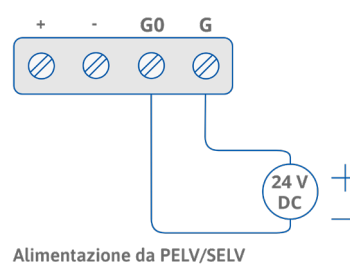 + - G0 G
24 V
DC
+
-
Alimentazione da PELV/SELV